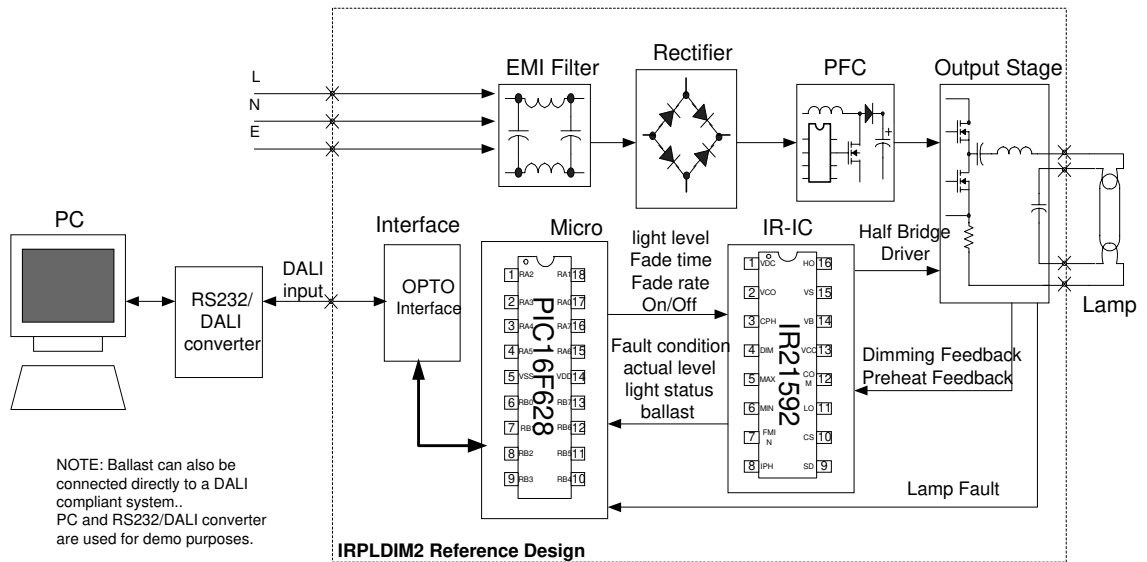 EMI Filter
Rectifier
PFC
Output Stage
L
N
E
+
PC
RS232/
DALI
converter
DALI
input
Interface
OPTO
Interface
Micro
PIC16F628
1 RA2
2 RA3
3 RA4
4 RA5
5 VSS
6 RB0
7 RB1
8 RB2
9 RB3
RA1 18
RA0 17
RA7 16
RA6 15
VDD 14
RB7 13
RB6 12
RB5 11
RB4 10
light level
Fade time
Fade rate
On/Off
Fault condition
actual level
light status
ballast
IR-IC
IR21592
1 VDC
2 VCO
3 CPH
4 DIM
5 MAX
6 MIN
7 FMI
N
8 IPH
HO 16
VS 15
VB 14
VCC 13
CO
M 12
LO 11
CS 10
SD 9
Half Bridge
Driver
Dimming Feedback
Preheat Feedback
Lamp Fault
Lamp
NOTE: Ballast can also be
connected directly to a DALI
compliant system..
PC and RS232/DALI converter
are used for demo purposes.
IRPLDIM2 Reference Design